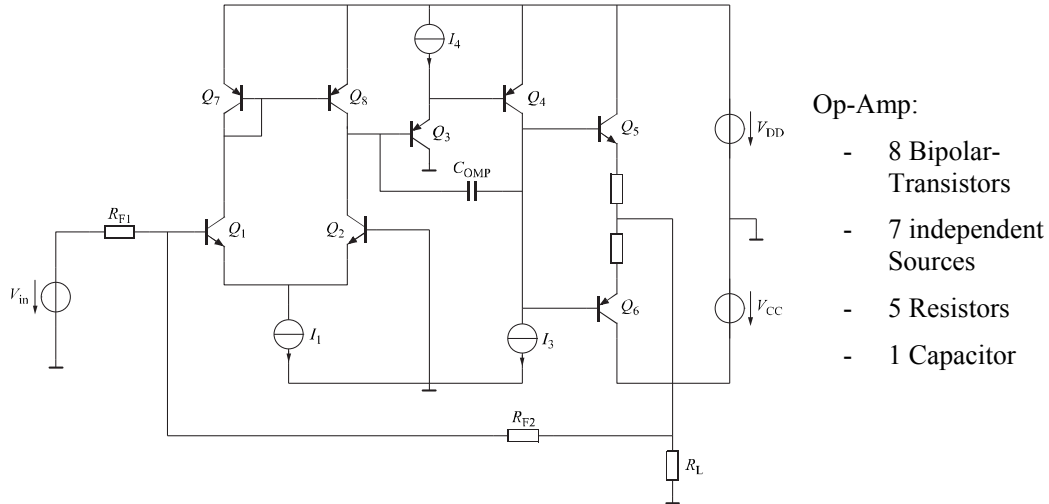 I4
Q7
Q8
Q4
Q3
Q5
VDD
COMP
RF1
Q1
Q2
Vin
Q6
VCC
I1
I3
RF2
RL
Op-Amp:
- 8 Bipolar-
Transistors
- 7 independent
Sources
- 5 Resistors
- 1 Capacitor